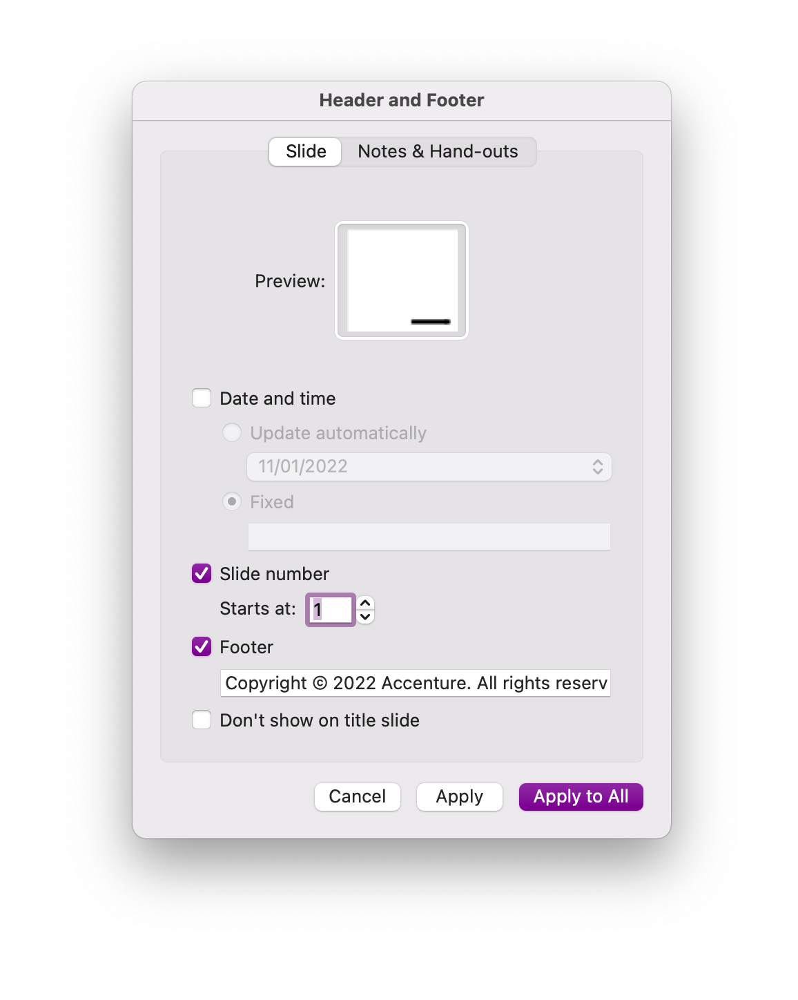 Header and Footer
Slide
Notes & Hand-outs
Preview:
Date and time
Update automatically
11/01/2022
Fixed
Slide number
Starts at:
1
Footer
Copyright © 2022 Accenture. All rights reserv
Don't show on title slide
Cancel
Apply
Apply to All